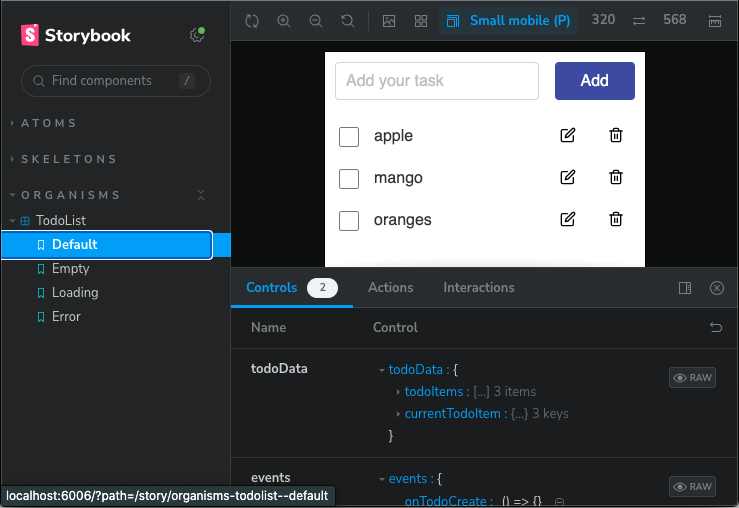 Storybook
Find components /
ATOMS
SKELETONS
ORGANISMS
TodoList
Default
Empty
Loading
Error
localhost:6006/?path=/story/organisms-todolist--default
Small mobile (P) 320 568
Add your task Add
apple
mango
oranges
Controls 2 Actions Interactions
Name Control
todoData todoData : { RAW
todoItems : [...] 3 items
currentTodoItem : {...} 3 keys
}
events events : { RAW
onTodoCreate : () => {}